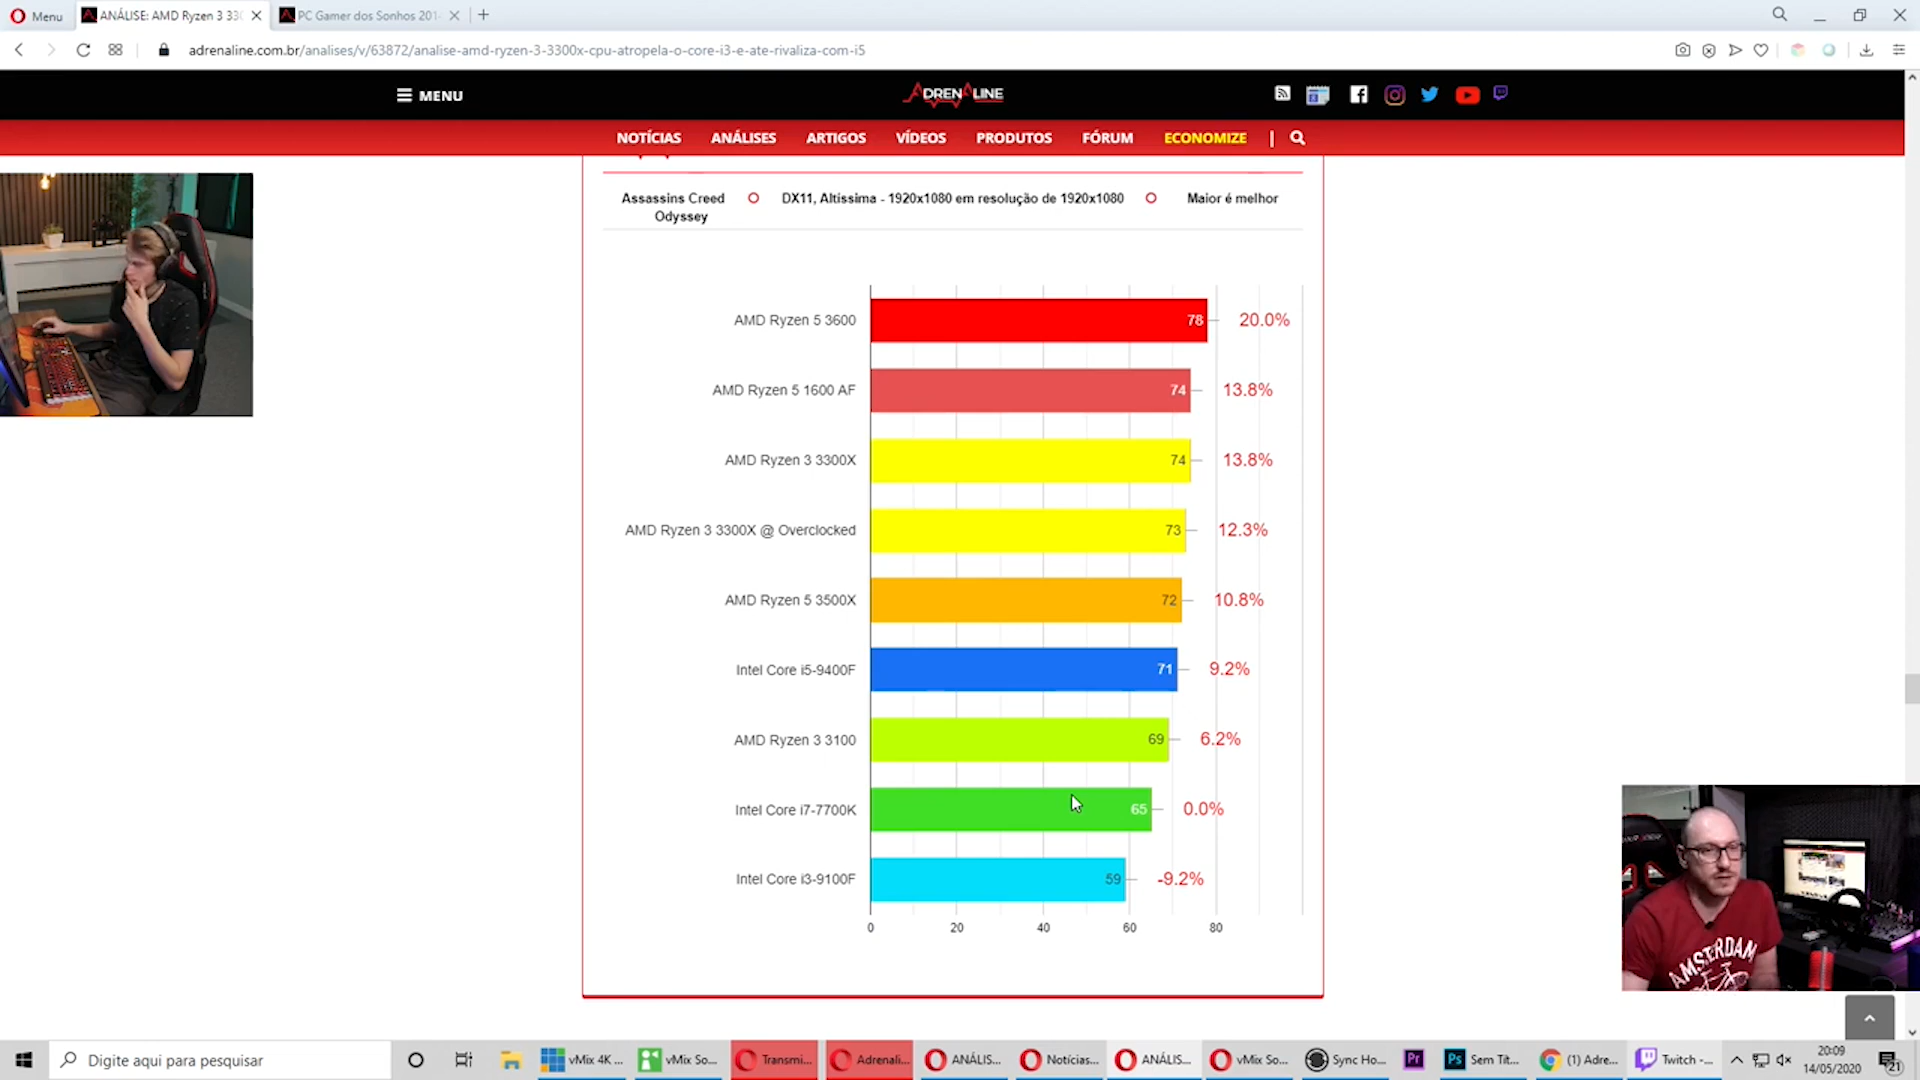 Menu
ANÁLISE: AMD Ryzen 3 330
PC Gamer dos Sonhos 201
adrenaline.com.br/analises/v/63872/analise-amd-ryzen-3-3300x-cpu-atropela-o-core-i3-e-ate-rivaliza-com-i5
MENU
ADRENALINE
NOTÍCIAS ANÁLISES ARTIGOS VÍDEOS PRODUTOS FÓRUM ECONOMIZE
Assassins Creed
Odyssey
DX11, Altíssima - 1920x1080 em resolução de 1920x1080
Maior é melhor
AMD Ryzen 5 3600 78 20.0%
AMD Ryzen 5 1600 AF 74 13.8%
AMD Ryzen 3 3300X 74 13.8%
AMD Ryzen 3 3300X @ Overclocked 73 12.3%
AMD Ryzen 5 3500X 72 10.8%
Intel Core i5-9400F 71 9.2%
AMD Ryzen 3 3100 69 6.2%
Intel Core i7-7700K 65 0.0%
Intel Core i3-9100F 59 -9.2%
0 20 40 60 80
AMSTERDAM
Digite aqui para pesquisar
vMix 4K ...
vMix So...
Transmi...
Adrenali...
ANÁLIS...
Notícias...
ANÁLIS...
vMix So...
Sync Ho...
Pr
Ps
Sem Tít...
(1) Adre...
Twitch -...
20:09
14/05/2020
21